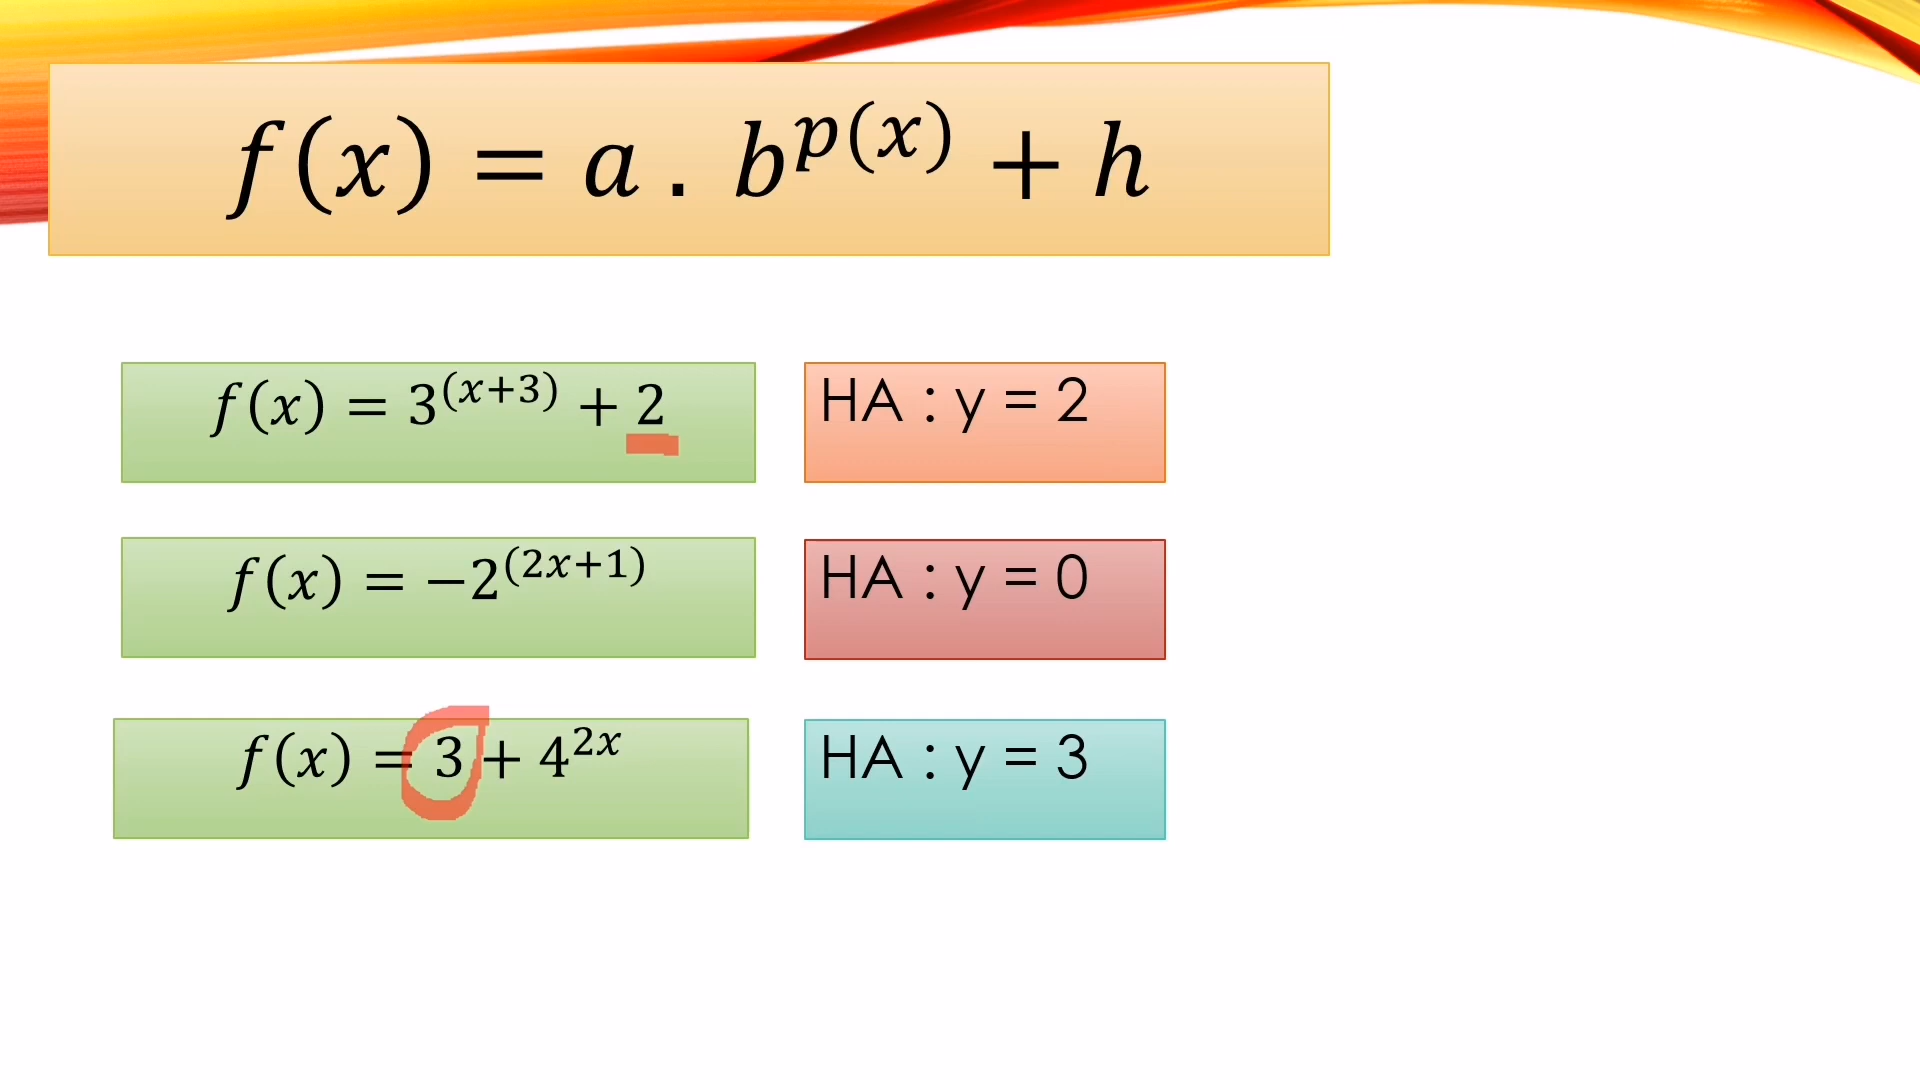 f(x) = a . b^{p(x)} + h
f(x) = 3^{(x+3)} + 2
HA : y = 2
f(x) = −2^{(2x+1)}
HA : y = 0
f(x) = 3 + 4^{2x}
HA : y = 3